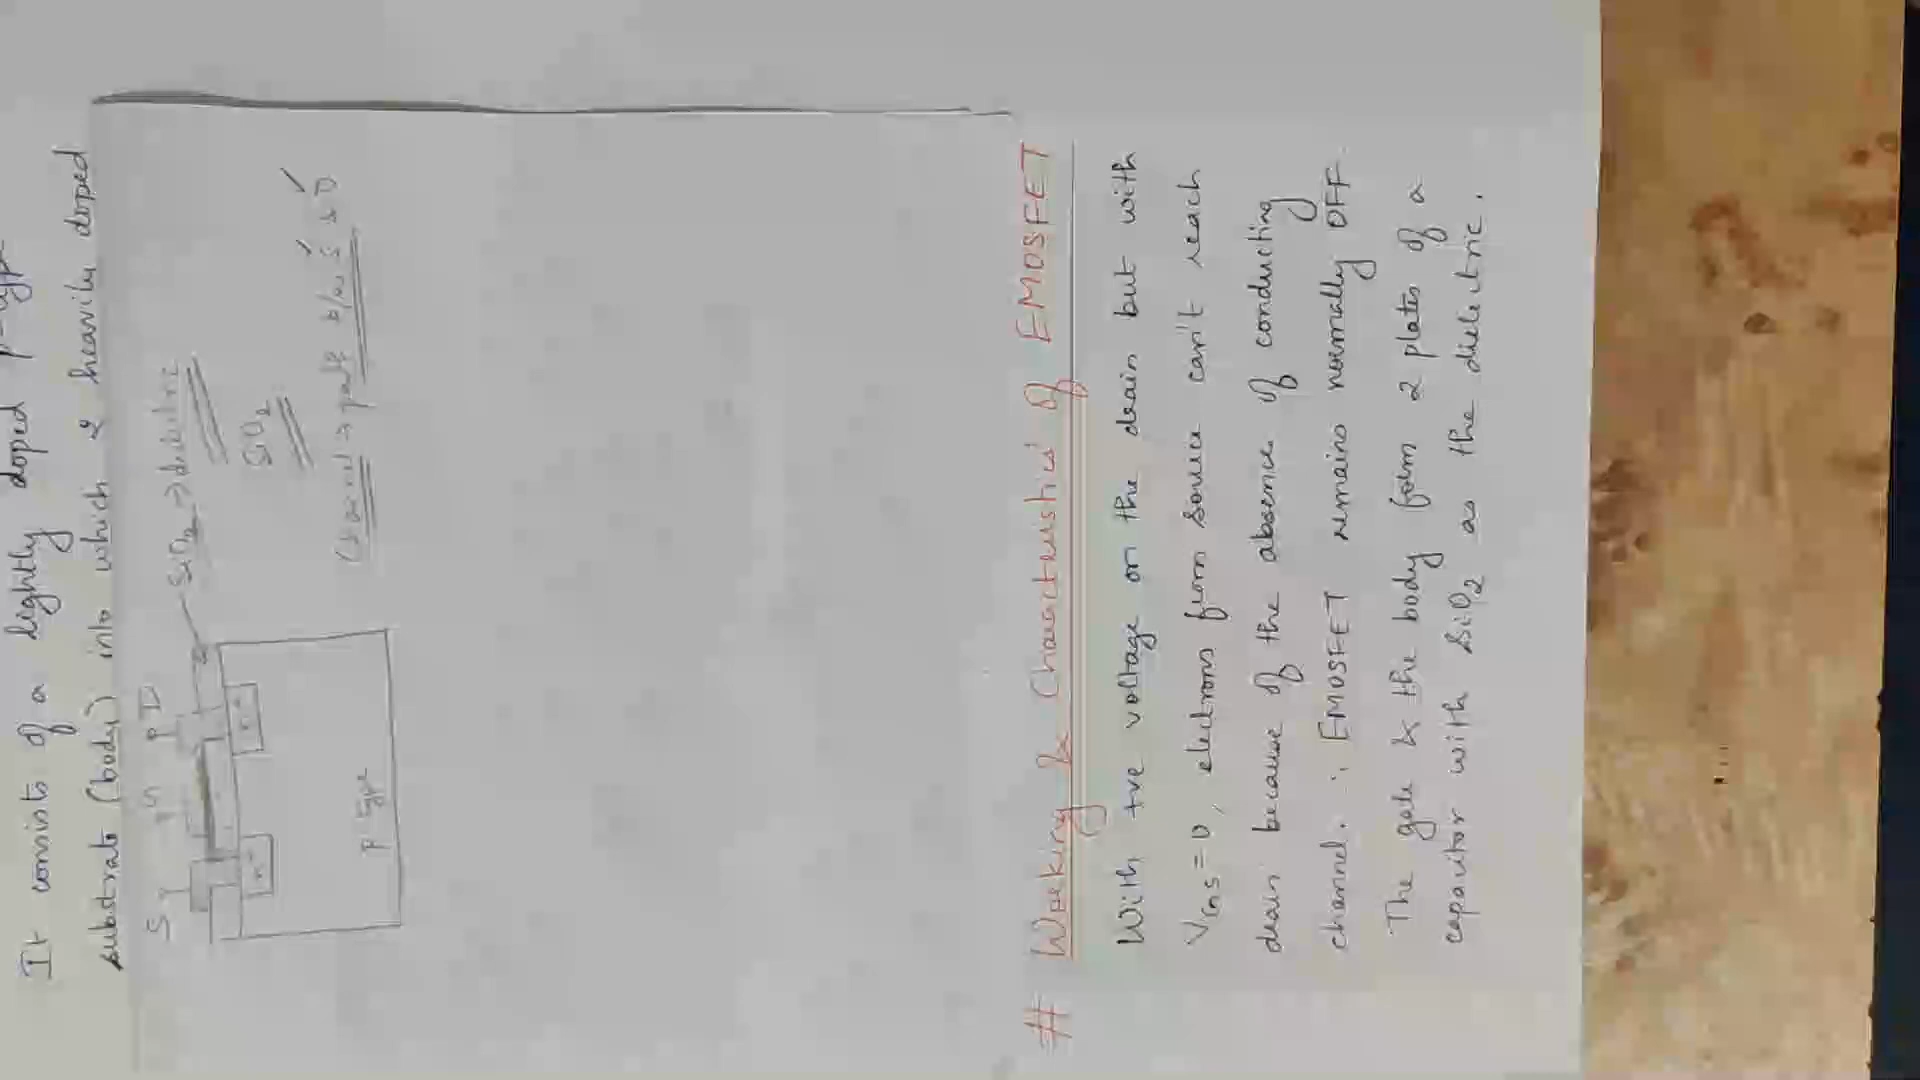 It consists of a lightly doped p-type
substrate (body) into which 2 heavily doped
S G D
SiO2 → dielectric
SiO2
n+ n+
p type
Channel → path b/w S & D
# Working & Characteristics of EMOSFET
With +ve voltage on the drain but with
VGS = 0, electrons from source can't reach
drain because of the absence of conducting
channel. ∴ EMOSFET remains normally OFF.
The gate & the body form 2 plates of a
capacitor with SiO2 as the dielectric.